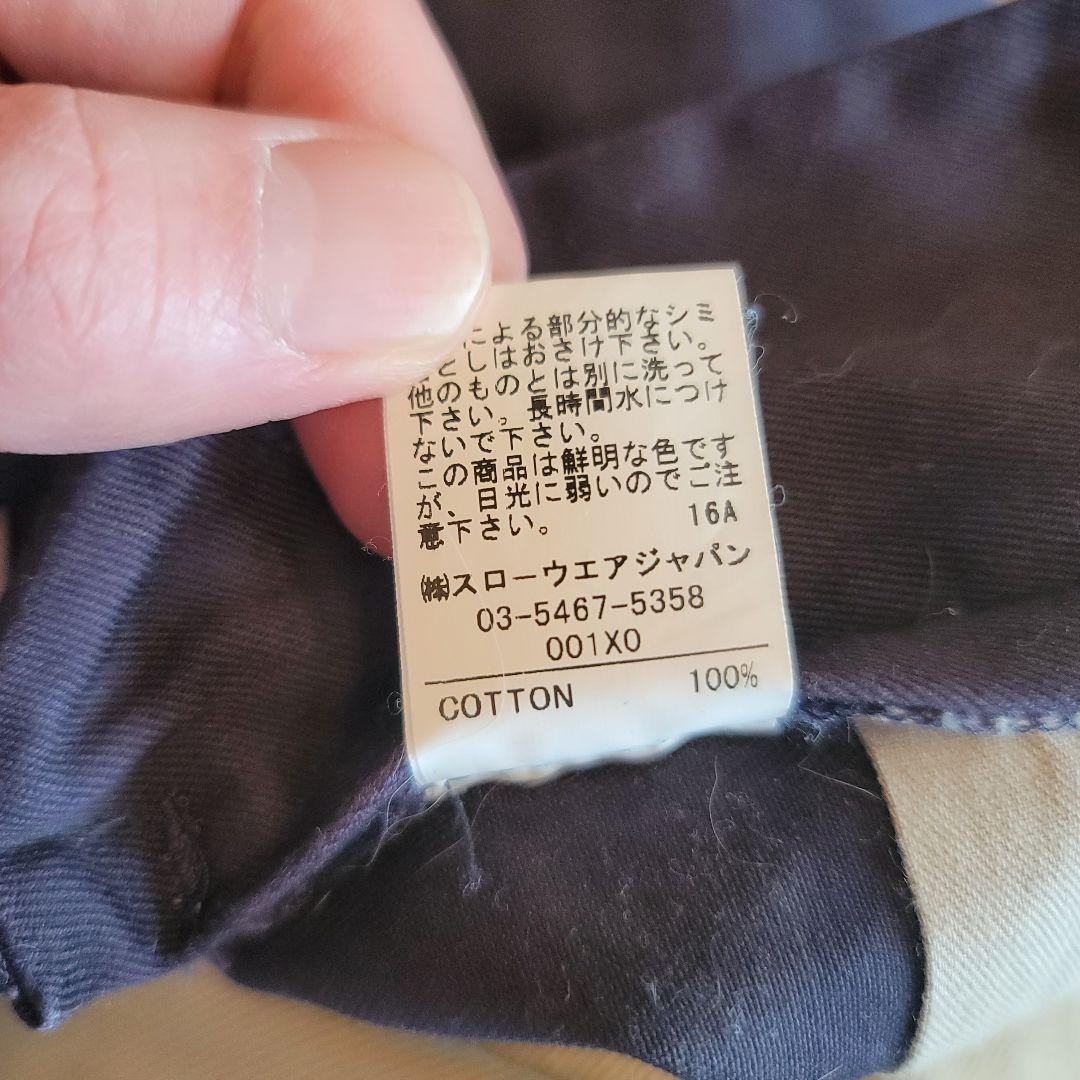 による部分的なシミ
としはおさけ下さい。
他のものとは別に洗って
下さい。長時間水につけ
ないで下さい。
この商品は鮮明な色です
が、日光に弱いのでご注
意下さい。 16A
㈱スローウエアジャパン
03-5467-5358
001X0
COTTON 100%